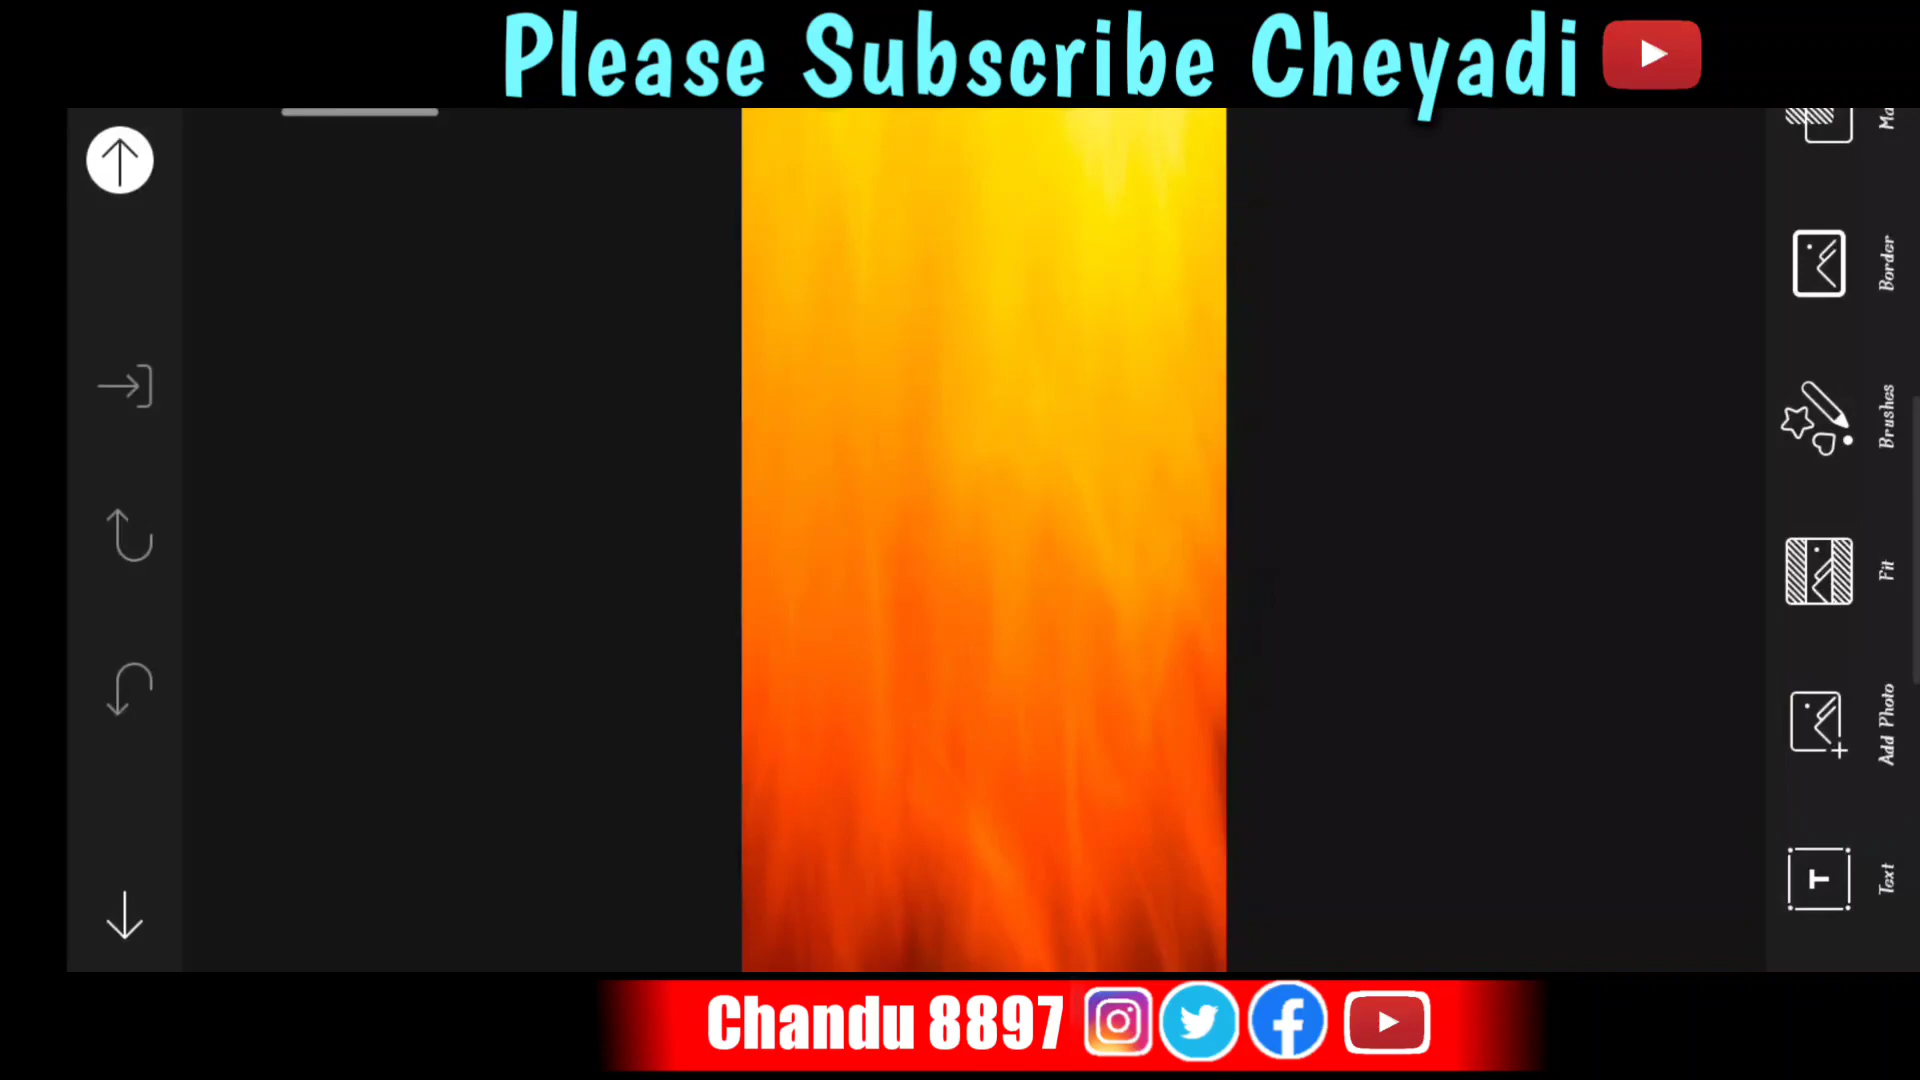 Please Subscribe Cheyadi
Border
Brushes
Fit
Add Photo
Text
Chandu 8897